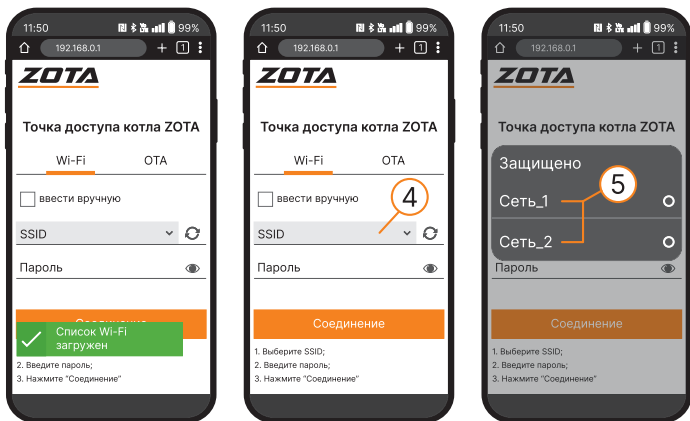 11:50 99%
192.168.0.1 1
ZOTA
Точка доступа котла ZOTA
Wi-Fi OTA
ввести вручную
SSID
Пароль
Список Wi-Fi
загружен
2. Введите пароль;
3. Нажмите "Соединение"
11:50 99%
192.168.0.1 1
ZOTA
Точка доступа котла ZOTA
Wi-Fi OTA
ввести вручную
4
SSID
Пароль
Соединение
1. Выберите SSID;
2. Введите пароль;
3. Нажмите "Соединение"
11:50 99%
192.168.0.1 1
ZOTA
Точка доступа котла ZOTA
Защищено
5
Сеть_1
Сеть_2
Пароль
Соединение
1. Выберите SSID;
2. Введите пароль;
3. Нажмите "Соединение"